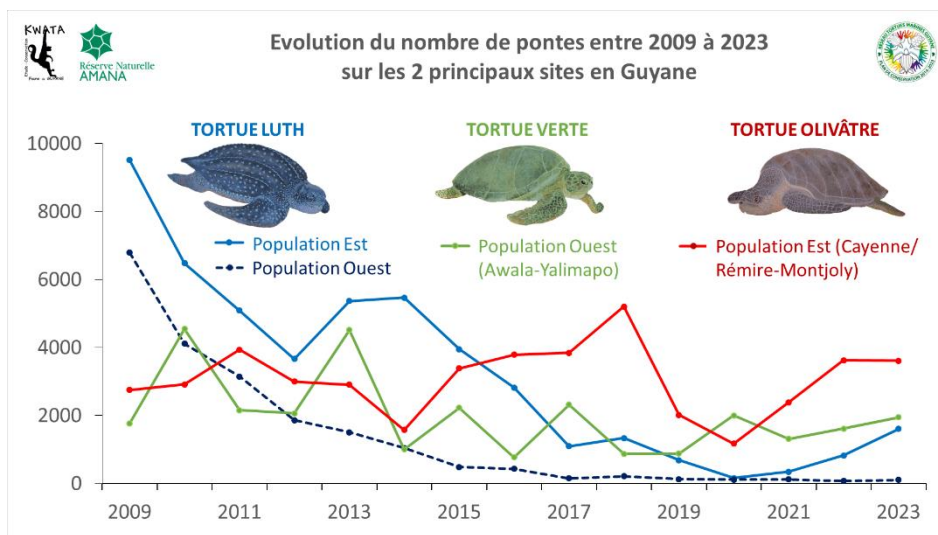 KWATA
Réserve Naturelle
AMANA
Evolution du nombre de pontes entre 2009 à 2023
sur les 2 principaux sites en Guyane
TORTUE LUTH
TORTUE VERTE
TORTUE OLIVÂTRE
Population Est
Population Ouest
Population Ouest
(Awala-Yalimapo)
Population Est (Cayenne/
Rémire-Montjoly)
10000
8000
6000
4000
2000
0
2009
2011
2013
2015
2017
2019
2021
2023